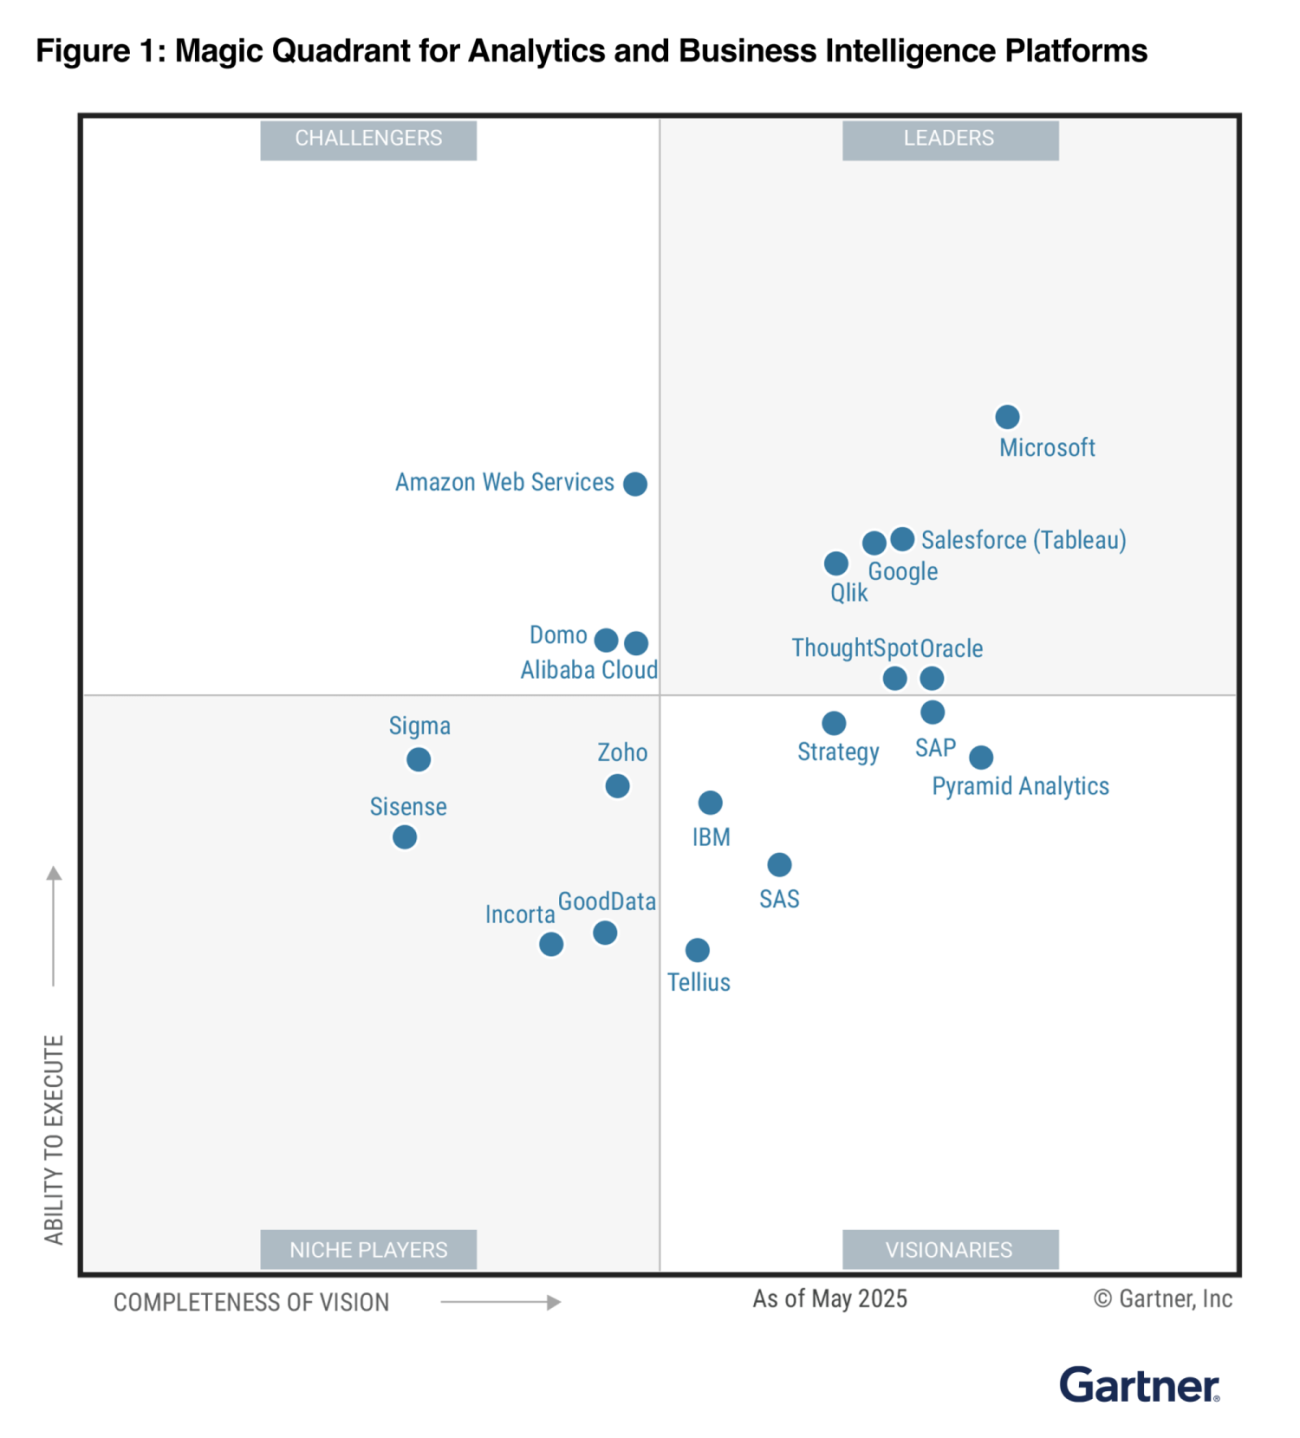 Figure 1: Magic Quadrant for Analytics and Business Intelligence Platforms
CHALLENGERS
LEADERS
Microsoft
Amazon Web Services
Salesforce (Tableau)
Google
Qlik
Domo
Alibaba Cloud
ThoughtSpot
Oracle
Sigma
Zoho
Strategy
SAP
Pyramid Analytics
Sisense
IBM
SAS
Incorta
GoodData
Tellius
ABILITY TO EXECUTE
NICHE PLAYERS
VISIONARIES
COMPLETENESS OF VISION
As of May 2025
© Gartner, Inc
Gartner®